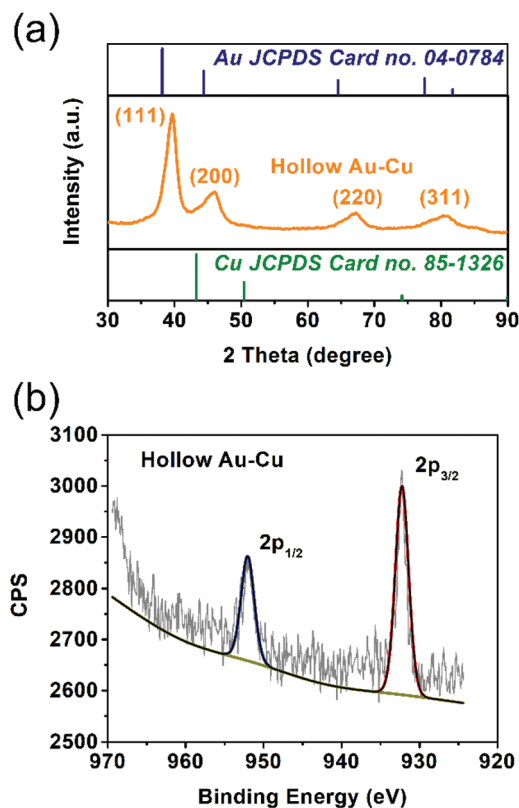 (a)
Au JCPDS Card no. 04-0784
(111)
(200)
Hollow Au-Cu
(220)
(311)
Intensity (a.u.)
Cu JCPDS Card no. 85-1326
30 40 50 60 70 80 90
2 Theta (degree)
(b)
3100
Hollow Au-Cu
2p3/2
3000
2900
2p1/2
CPS
2800
2700
2600
2500
970 960 950 940 930 920
Binding Energy (eV)